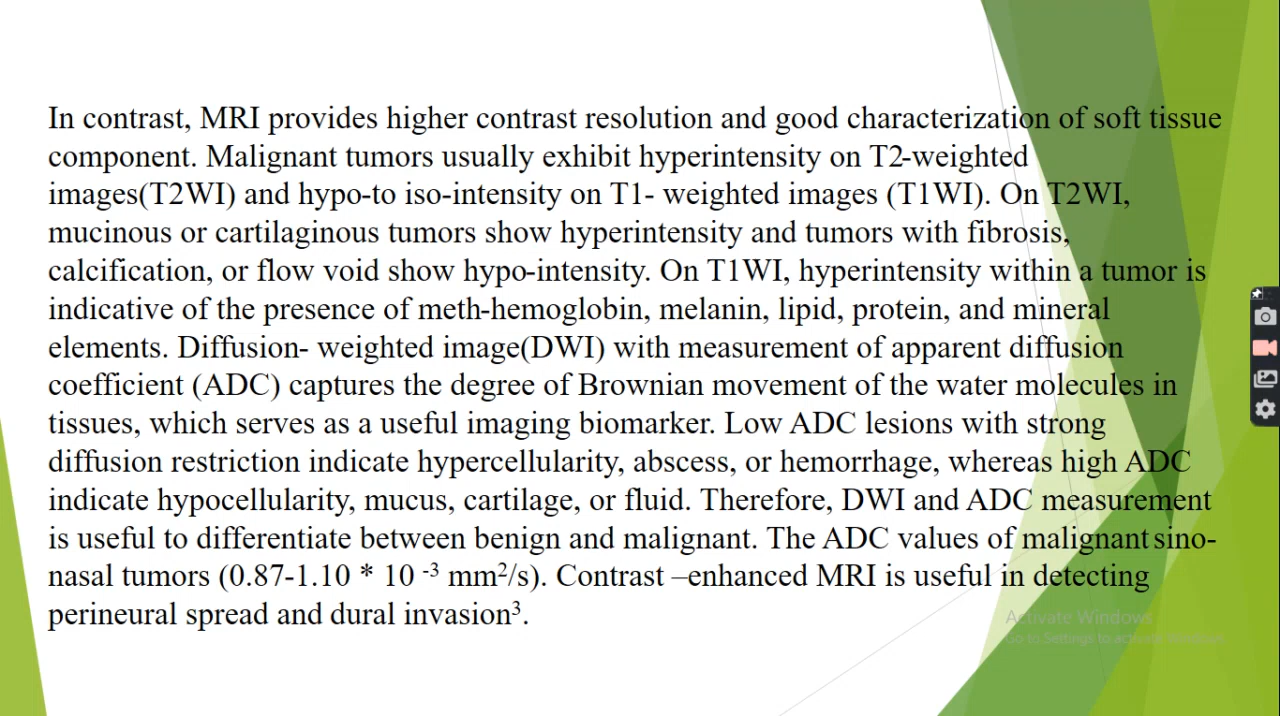 In contrast, MRI provides higher contrast resolution and good characterization of soft tissue
component. Malignant tumors usually exhibit hyperintensity on T2-weighted
images(T2WI) and hypo-to iso-intensity on T1- weighted images (T1WI). On T2WI,
mucinous or cartilaginous tumors show hyperintensity and tumors with fibrosis,
calcification, or flow void show hypo-intensity. On T1WI, hyperintensity within a tumor is
indicative of the presence of meth-hemoglobin, melanin, lipid, protein, and mineral
elements. Diffusion- weighted image(DWI) with measurement of apparent diffusion
coefficient (ADC) captures the degree of Brownian movement of the water molecules in
tissues, which serves as a useful imaging biomarker. Low ADC lesions with strong
diffusion restriction indicate hypercellularity, abscess, or hemorrhage, whereas high ADC
indicate hypocellularity, mucus, cartilage, or fluid. Therefore, DWI and ADC measurement
is useful to differentiate between benign and malignant. The ADC values of malignant sino-
nasal tumors (0.87-1.10 * 10 -³ mm²/s). Contrast –enhanced MRI is useful in detecting
perineural spread and dural invasion³.
Activate Windows
Go to Settings to activate Windows.